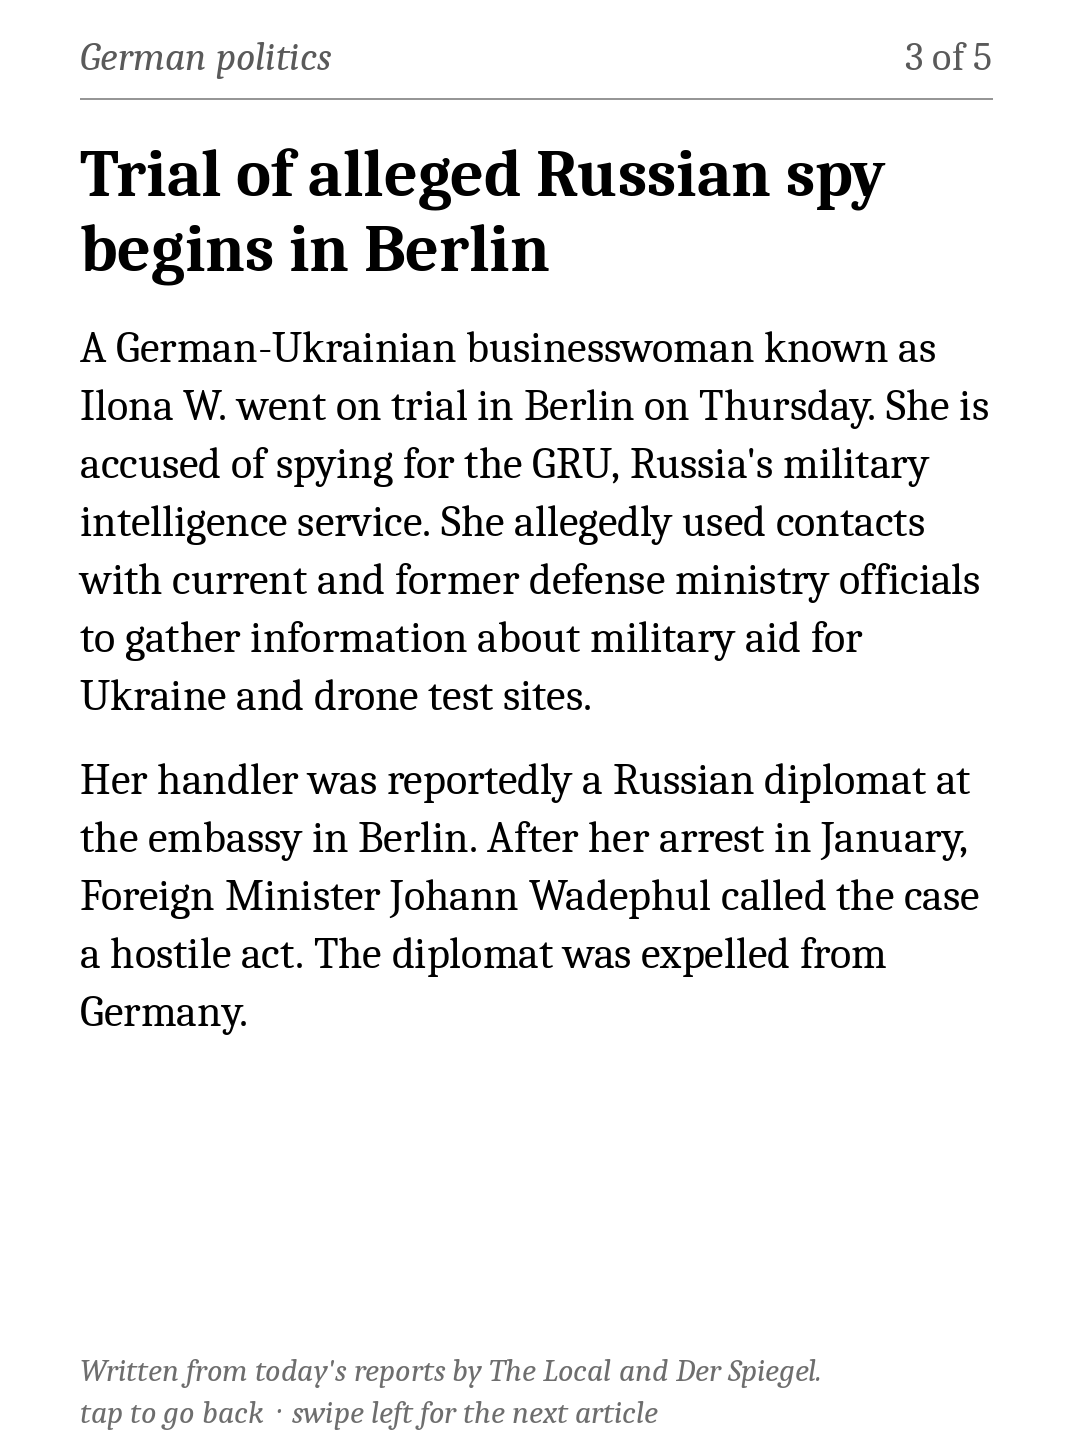 German politics
3 of 5
Trial of alleged Russian spy
begins in Berlin
A German-Ukrainian businesswoman known as
Ilona W. went on trial in Berlin on Thursday. She is
accused of spying for the GRU, Russia's military
intelligence service. She allegedly used contacts
with current and former defense ministry officials
to gather information about military aid for
Ukraine and drone test sites.
Her handler was reportedly a Russian diplomat at
the embassy in Berlin. After her arrest in January,
Foreign Minister Johann Wadephul called the case
a hostile act. The diplomat was expelled from
Germany.
Written from today's reports by The Local and Der Spiegel.
tap to go back · swipe left for the next article